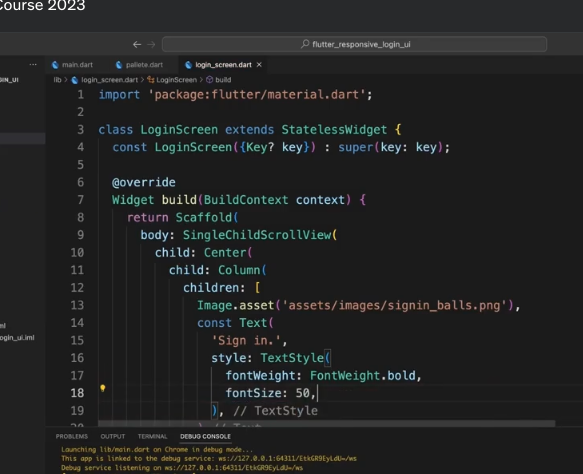 Course 2023
flutter_responsive_login_ui
main.dart pallete.dart login_screen.dart
GIN_UI
lib > login_screen.dart > LoginScreen > build
1 import 'package:flutter/material.dart';
2
3 class LoginScreen extends StatelessWidget {
4 const LoginScreen({Key? key}) : super(key: key);
5
6 @override
7 Widget build(BuildContext context) {
8 return Scaffold(
9 body: SingleChildScrollView(
10 child: Center(
11 child: Column(
12 children: [
13 Image.asset('assets/images/signin_balls.png'),
14 const Text(
15 'Sign in.',
16 style: TextStyle(
17 fontWeight: FontWeight.bold,
18 fontSize: 50,
19 ), // TextStyle
20 ) // Text
ml
ogin_ui.iml
PROBLEMS OUTPUT TERMINAL DEBUG CONSOLE
Launching lib/main.dart on Chrome in debug mode...
This app is linked to the debug service: ws://127.0.0.1:64311/EtkGR9EyLdU=/ws
Debug service listening on ws://127.0.0.1:64311/EtkGR9EyLdU=/ws